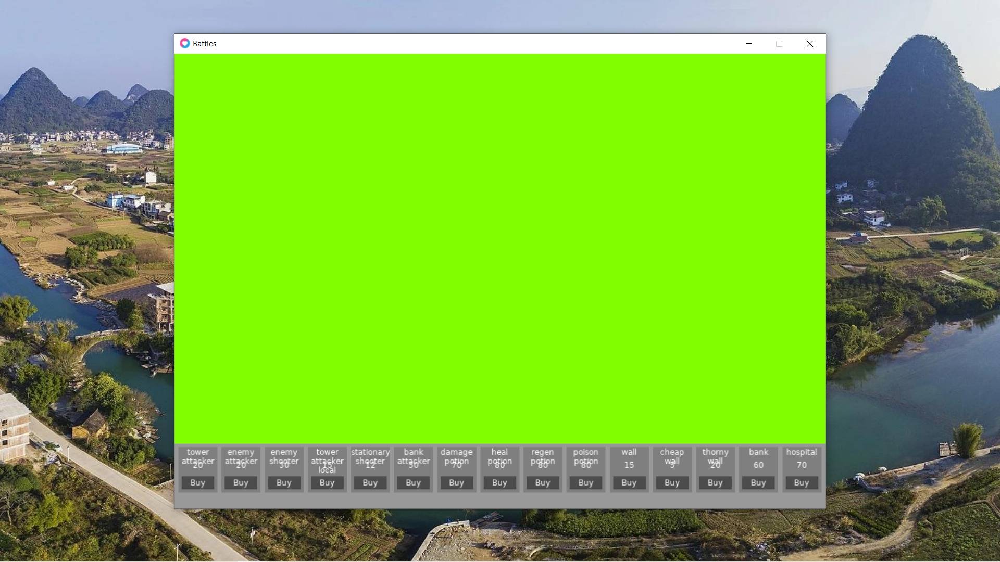 Battles
tower
attacker
20
Buy
enemy
attacker
20
Buy
enemy
shooter
30
Buy
tower
attacker
15
local
Buy
stationary
shooter
12
Buy
bank
attacker
50
Buy
damage
potion
70
Buy
heal
potion
80
Buy
regen
potion
80
Buy
poison
potion
80
Buy
wall
15
Buy
cheap
wall
5
Buy
thorny
wall
20
Buy
bank
60
Buy
hospital
70
Buy